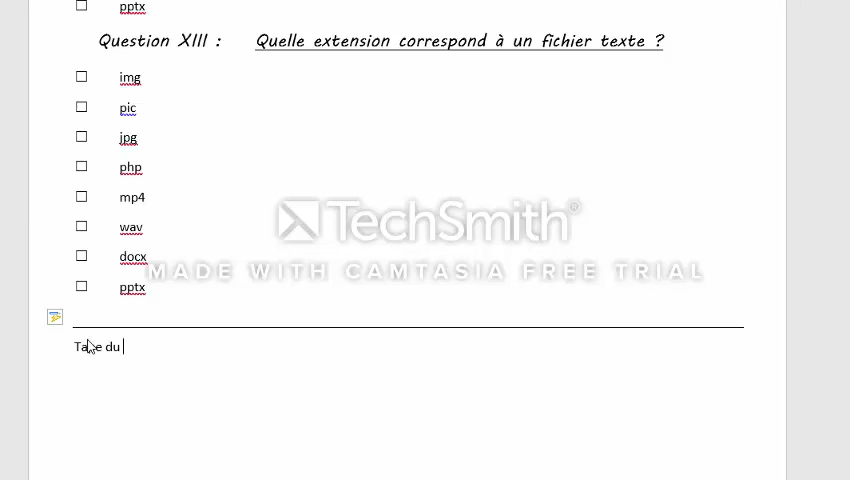 pptx
Question XIII : Quelle extension correspond à un fichier texte ?
img
pic
jpg
php
mp4
wav
docx
pptx
TechSmith®
MADE WITH CAMTASIA FREE TRIAL
du